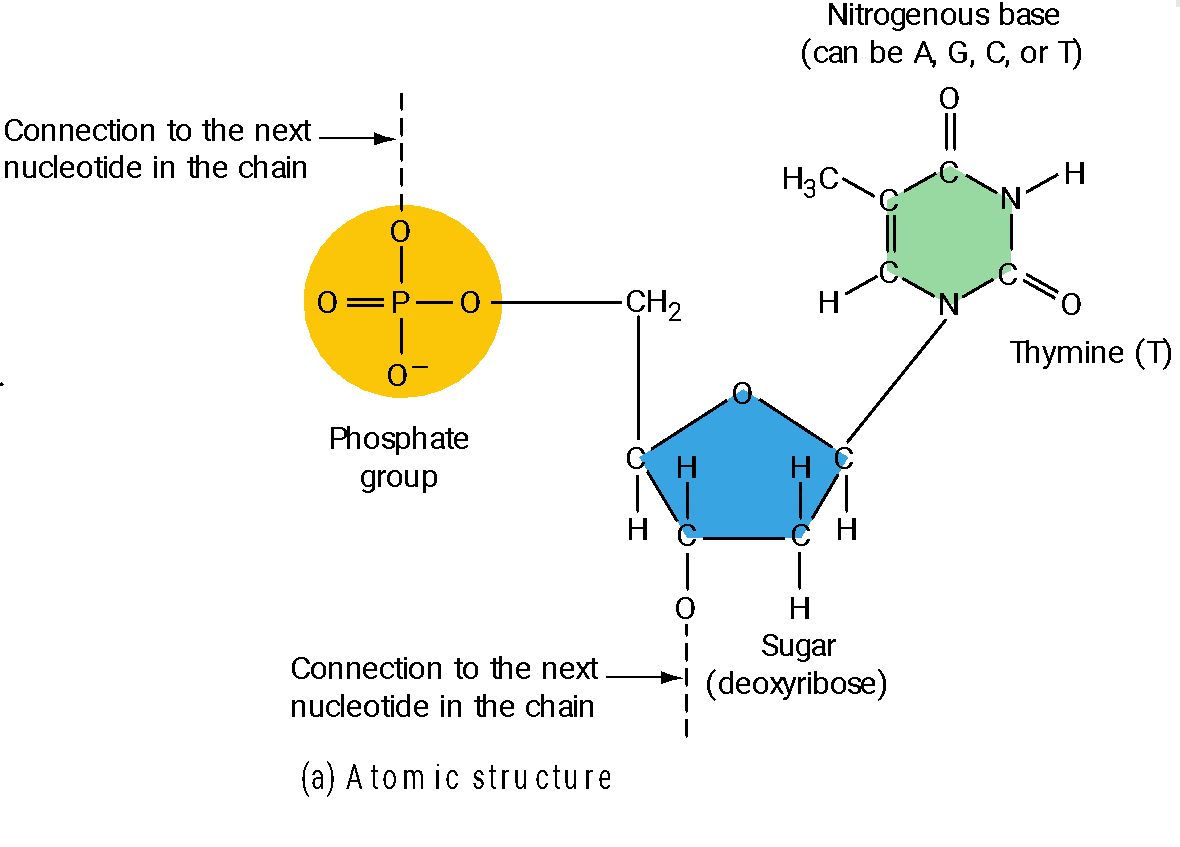 Nitrogenous base
(can be A, G, C, or T)
O
Connection to the next
nucleotide in the chain
H₃C
C
H
C
N
O
C
C
H
N
O
O = P — O
CH₂
O⁻
Thymine (T)
Phosphate
group
O
C
H
H
C
H
C
C
H
O
H
Sugar
(deoxyribose)
Connection to the next
nucleotide in the chain
(a) Atomic structure